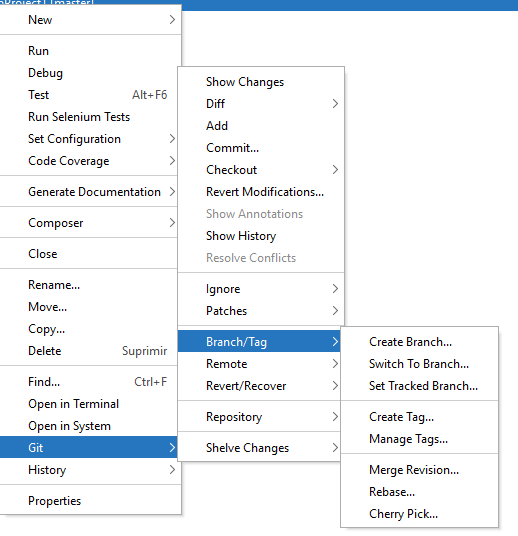 New
Run
Debug
Test Alt+F6
Run Selenium Tests
Set Configuration
Code Coverage
Generate Documentation
Composer
Close
Rename...
Move...
Copy...
Delete Suprimir
Find... Ctrl+F
Open in Terminal
Open in System
Git
History
Properties
Show Changes
Diff
Add
Commit...
Checkout
Revert Modifications...
Show Annotations
Show History
Resolve Conflicts
Ignore
Patches
Branch/Tag
Remote
Revert/Recover
Repository
Shelve Changes
Create Branch...
Switch To Branch...
Set Tracked Branch...
Create Tag...
Manage Tags...
Merge Revision...
Rebase...
Cherry Pick...